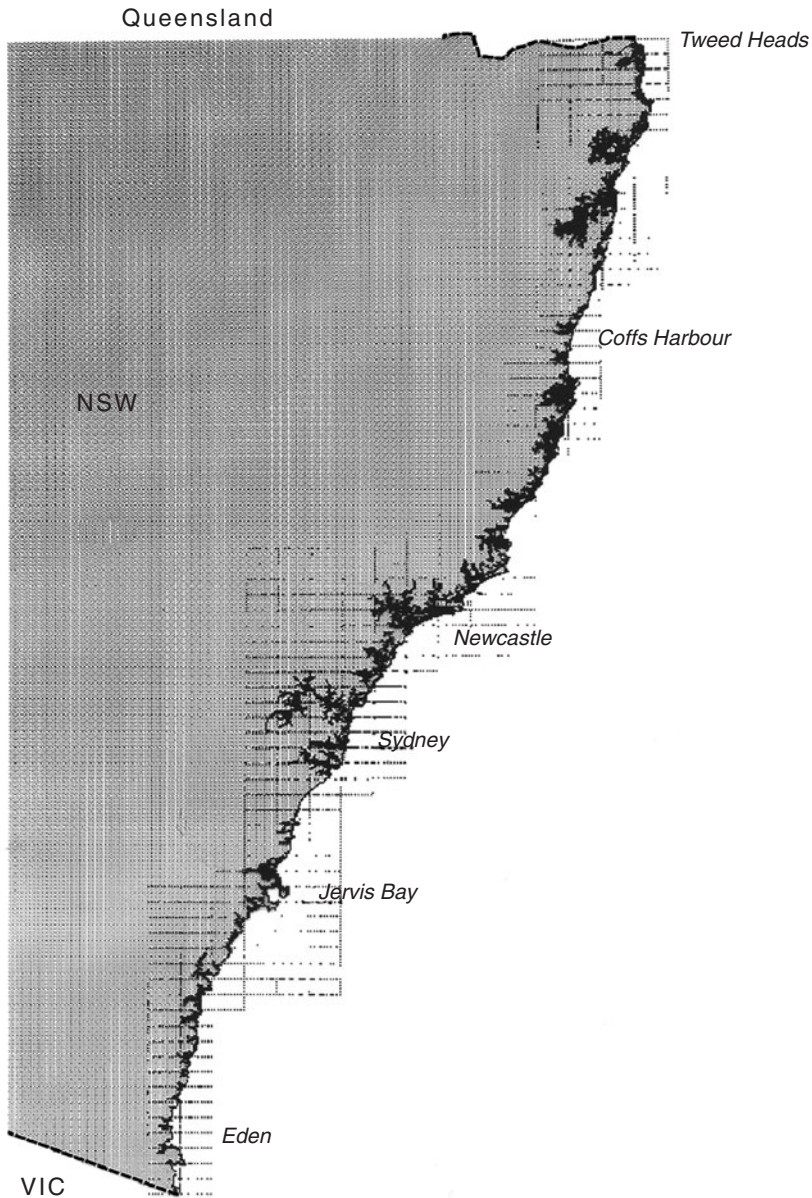 Queensland
Tweed Heads
Coffs Harbour
NSW
Newcastle
Sydney
Jervis Bay
Eden
VIC